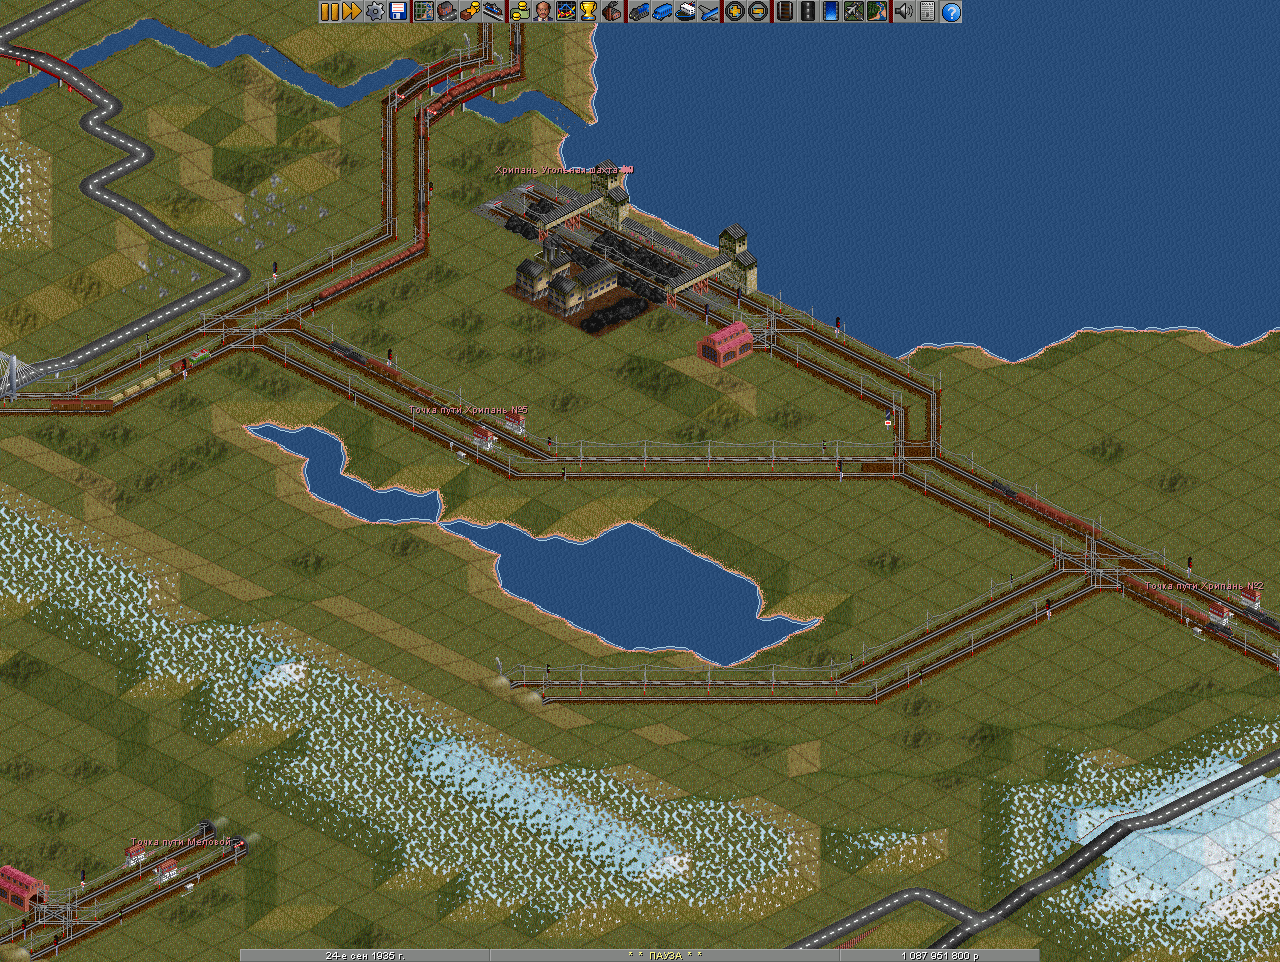 Хрипань Угольная шахта
Точка пути Хрипань №5
Точка пути Хрипань №2
Точка пути Меловой
24-е сен 1935 г.
* * ПАУЗА * *
1 087 951 800 р